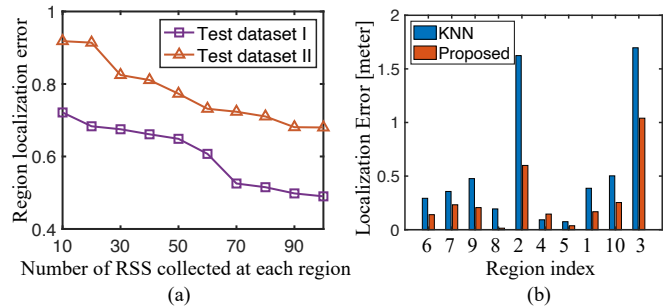 Region localization error
1
0.8
0.6
0.4
Test dataset I
Test dataset II
10
30
50
70
90
Number of RSS collected at each region
(a)
Localization Error [meter]
2
1.5
1
0.5
0
KNN
Proposed
6
7
9
8
2
4
5
1
10
3
Region index
(b)